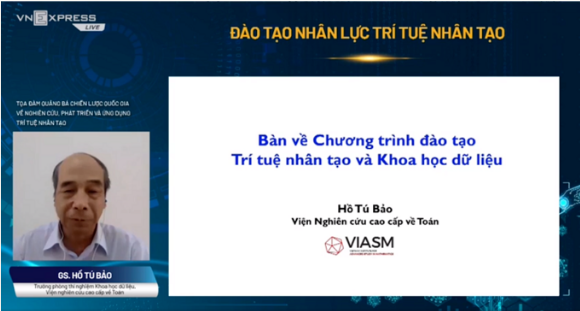 VNEXPRESS
LIVE
ĐÀO TẠO NHÂN LỰC TRÍ TUỆ NHÂN TẠO
TỌA ĐÀM QUẢNG BÁ CHIẾN LƯỢC QUỐC GIA
VỀ NGHIÊN CỨU, PHÁT TRIỂN VÀ ỨNG DỤNG
TRÍ TUỆ NHÂN TẠO
Bàn về Chương trình đào tạo
Trí tuệ nhân tạo và Khoa học dữ liệu
Hồ Tú Bảo
Viện Nghiên cứu cao cấp về Toán
VIASM
GS. HỒ TÚ BẢO
Trưởng phòng thí nghiệm Khoa học dữ liệu,
Viện nghiên cứu cao cấp về Toán